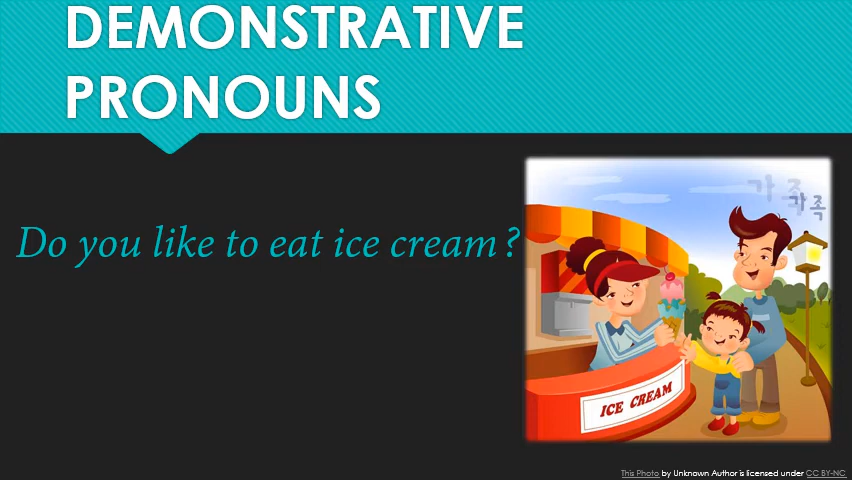 DEMONSTRATIVE
PRONOUNS
Do you like to eat ice cream?
가족
가족
ICE CREAM
This Photo by Unknown Author is licensed under CC BY-NC